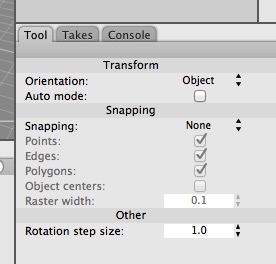 Tool Takes Console
Transform
Orientation: Object
Auto mode:
Snapping
Snapping: None
Points:
Edges:
Polygons:
Object centers:
Raster width: 0.1
Other
Rotation step size: 1.0